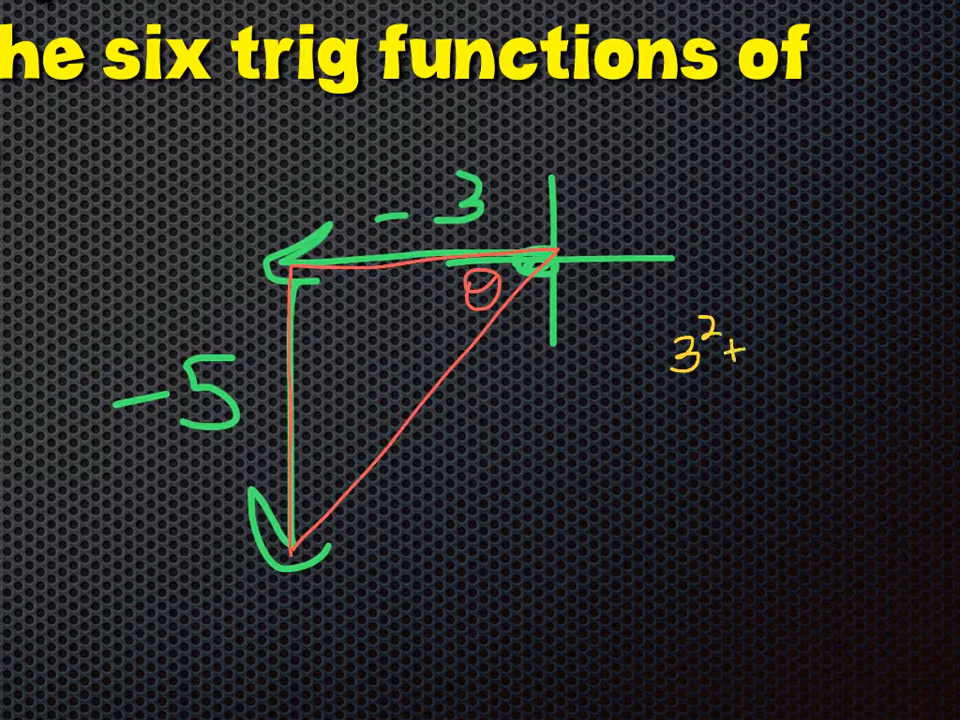 he six trig functions of
- 3
θ
3² +
-5